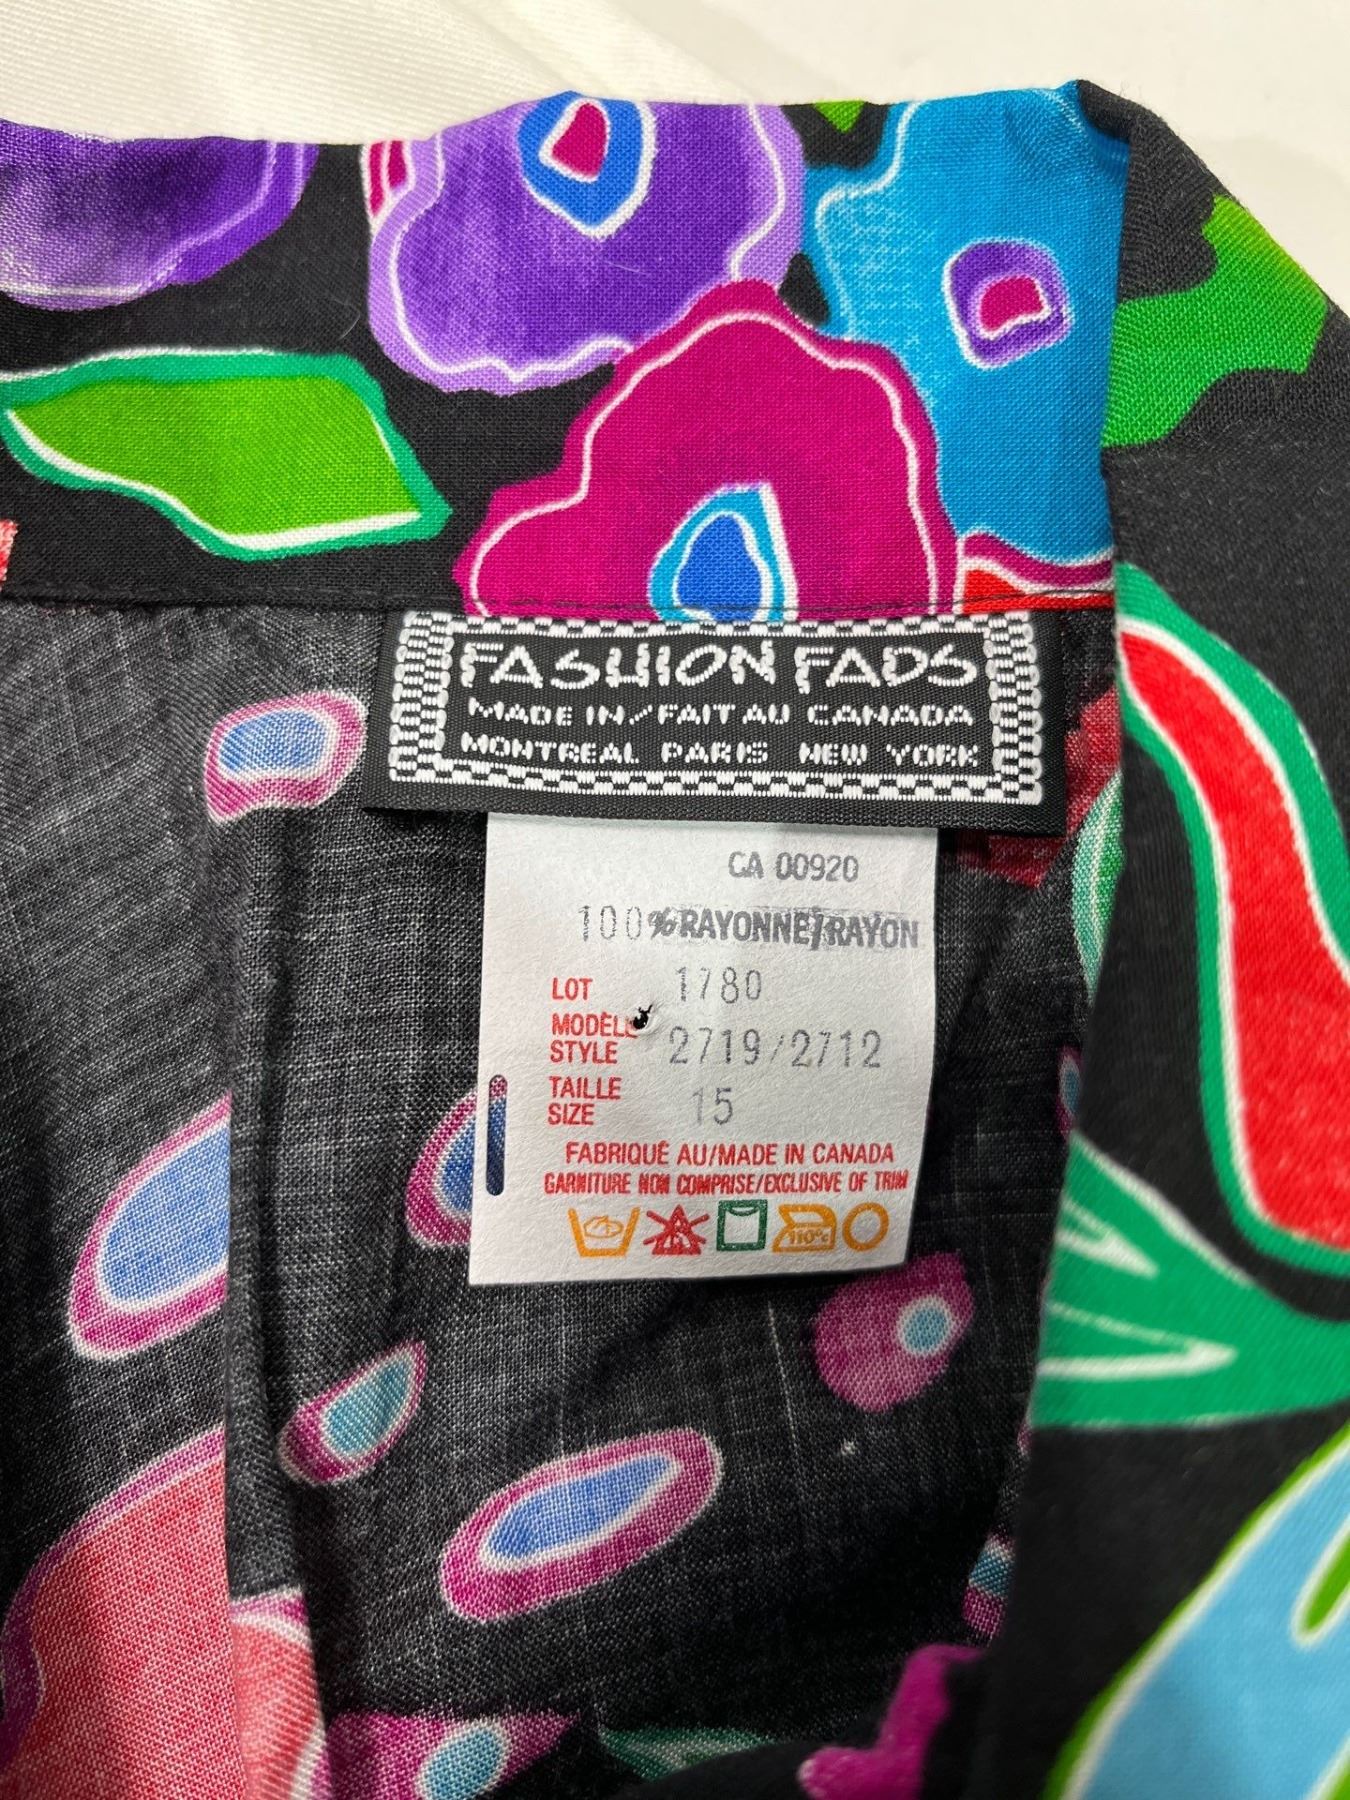 FASHION FADS
MADE IN/FAIT AU CANADA
MONTREAL PARIS NEW YORK
CA 00920
100% RAYONNE/RAYON
LOT 1780
MODÈLE
STYLE 2719/2712
TAILLE
SIZE 15
FABRIQUÉ AU/MADE IN CANADA
GARNITURE NON COMPRISE/EXCLUSIVE OF TRIM
110°C